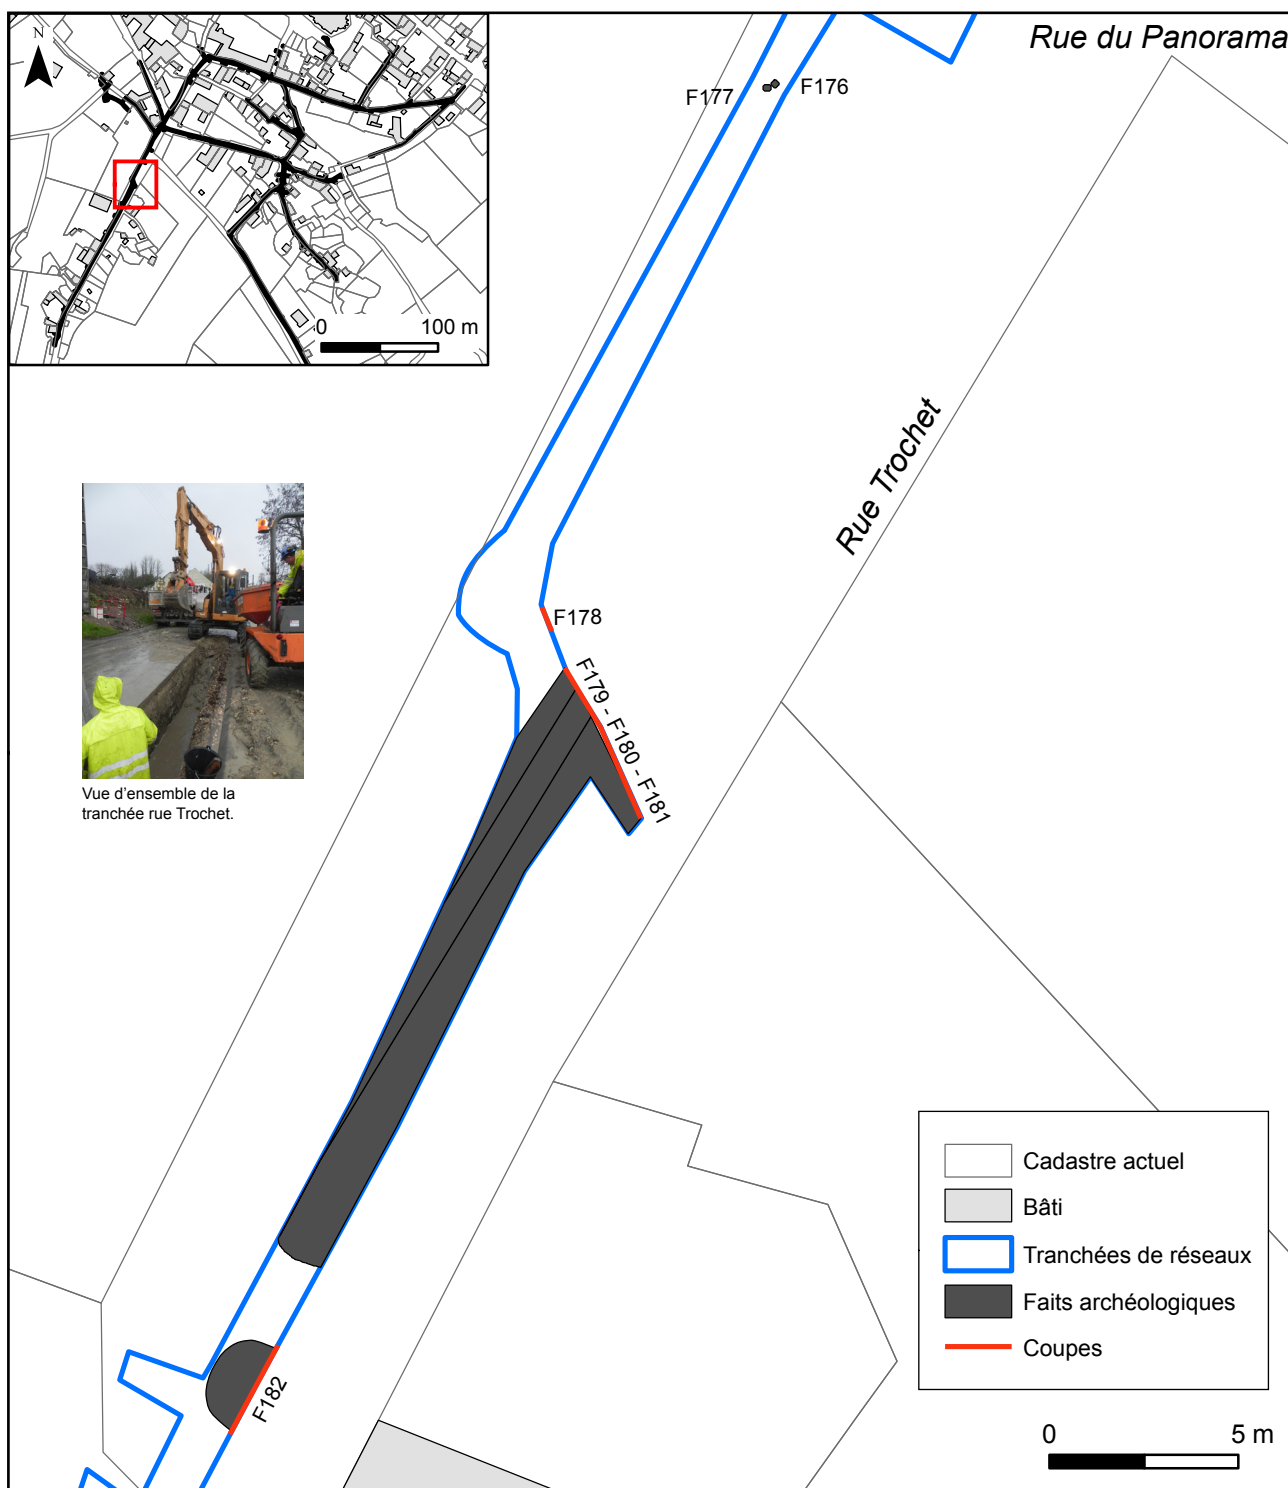 N
0 100 m
Rue du Panorama
F177
F176
Rue Trochet
F178
F179 - F180 - F181
Vue d'ensemble de la
tranchée rue Trochet.
F182
Cadastre actuel
Bâti
Tranchées de réseaux
Faits archéologiques
Coupes
0 5 m